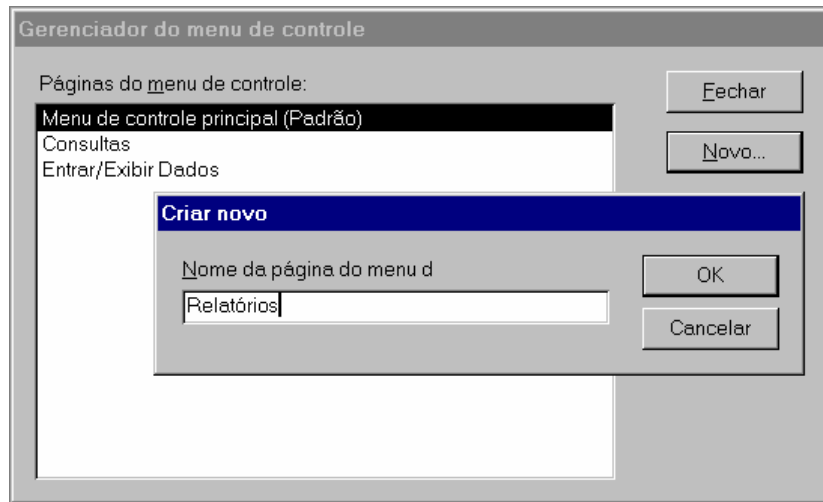 Gerenciador do menu de controle
Páginas do menu de controle:
Fechar
Menu de controle principal (Padrão)
Consultas
Novo...
Entrar/Exibir Dados
Criar novo
Nome da página do menu d
OK
Relatórios
Cancelar